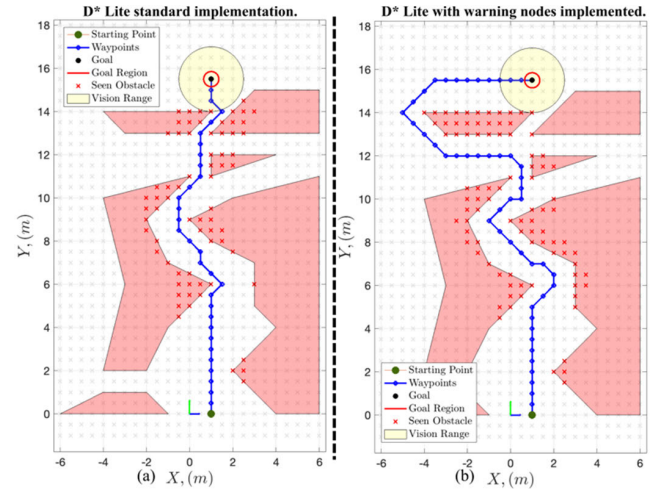 D* Lite standard implementation.
Starting Point
Waypoints
Goal
Goal Region
Seen Obstacle
Vision Range
18
16
14
12
10
8
6
4
2
0
Y, (m)
-6 -4 -2 0 2 4 6
(a) X, (m)
D* Lite with warning nodes implemented.
18
16
14
12
10
8
6
4
2
0
Y, (m)
Starting Point
Waypoints
Goal
Goal Region
Seen Obstacle
Vision Range
-6 -4 -2 0 2 4 6
X, (m) (b)